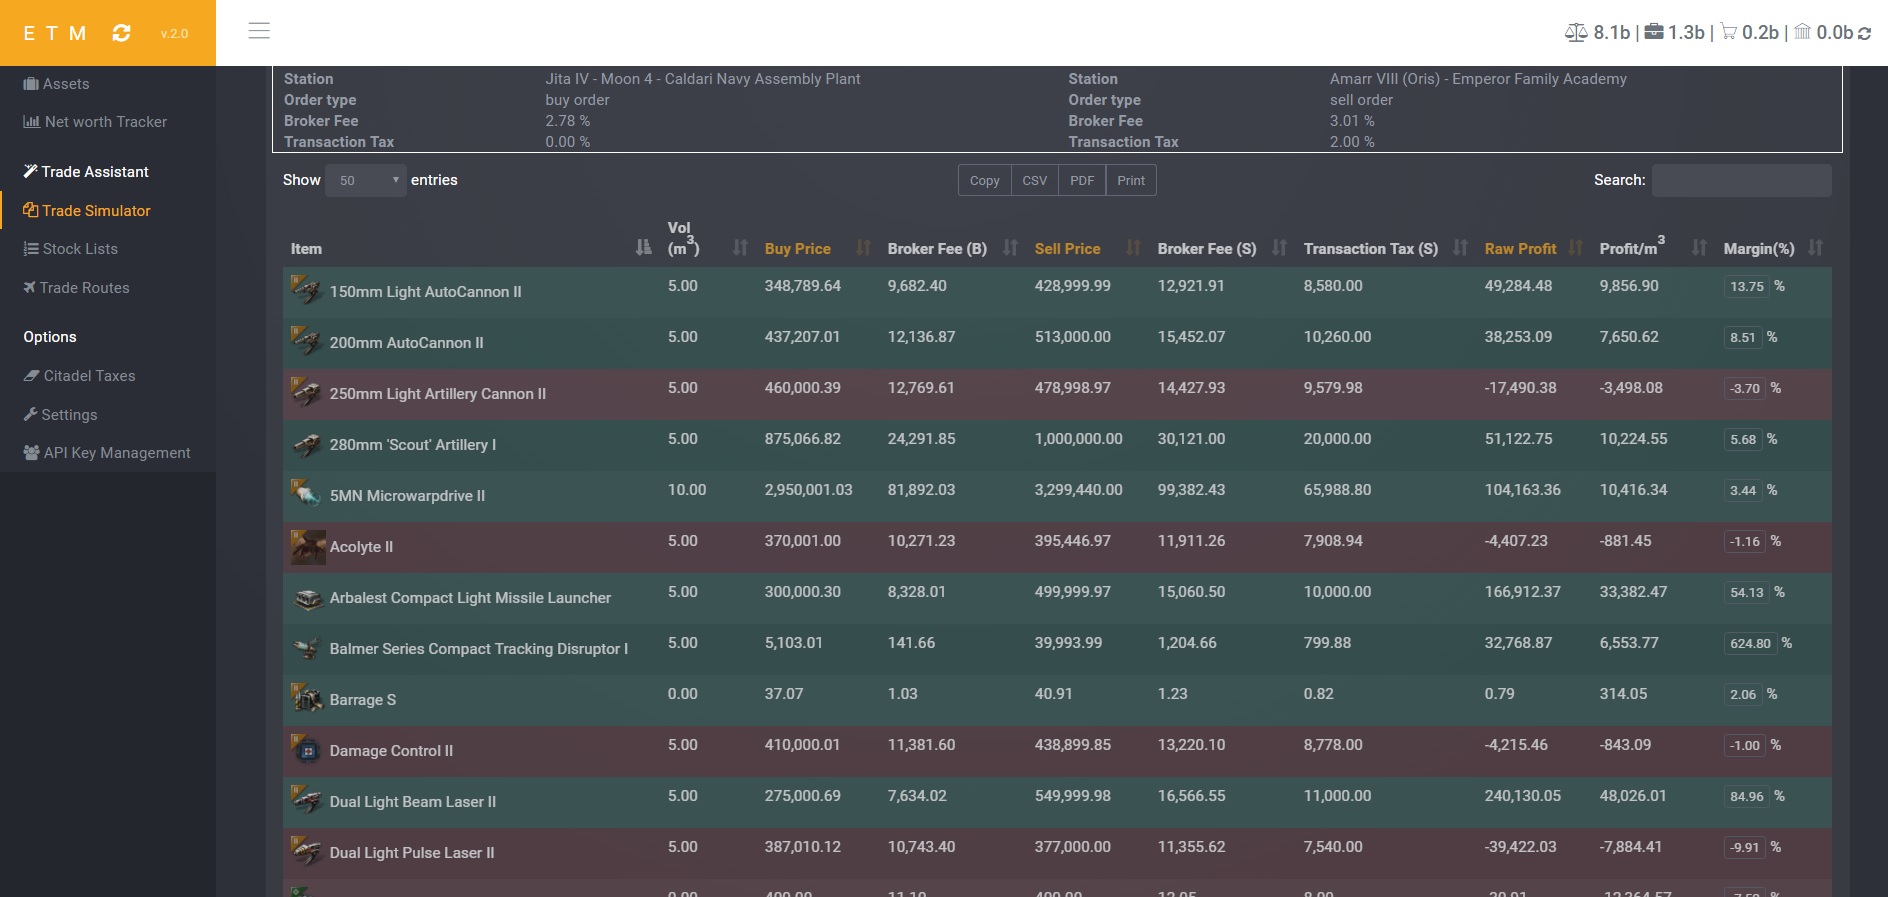 E T M v.2.0
8.1b | 1.3b | 0.2b | 0.0b
Assets
Net worth Tracker
Trade Assistant
Trade Simulator
Stock Lists
Trade Routes
Options
Citadel Taxes
Settings
API Key Management
Station Jita IV - Moon 4 - Caldari Navy Assembly Plant Station Amarr VIII (Oris) - Emperor Family Academy
Order type buy order Order type sell order
Broker Fee 2.78 % Broker Fee 3.01 %
Transaction Tax 0.00 % Transaction Tax 2.00 %
Show 50 entries Copy CSV PDF Print Search:
Item Vol (m3) Buy Price Broker Fee (B) Sell Price Broker Fee (S) Transaction Tax (S) Raw Profit Profit/m3 Margin(%)
150mm Light AutoCannon II 5.00 348,789.64 9,682.40 428,999.99 12,921.91 8,580.00 49,284.48 9,856.90 13.75 %
200mm AutoCannon II 5.00 437,207.01 12,136.87 513,000.00 15,452.07 10,260.00 38,253.09 7,650.62 8.51 %
250mm Light Artillery Cannon II 5.00 460,000.39 12,769.61 478,998.97 14,427.93 9,579.98 -17,490.38 -3,498.08 -3.70 %
280mm 'Scout' Artillery I 5.00 875,066.82 24,291.85 1,000,000.00 30,121.00 20,000.00 51,122.75 10,224.55 5.68 %
5MN Microwarpdrive II 10.00 2,950,001.03 81,892.03 3,299,440.00 99,382.43 65,988.80 104,163.36 10,416.34 3.44 %
Acolyte II 5.00 370,001.00 10,271.23 395,446.97 11,911.26 7,908.94 -4,407.23 -881.45 -1.16 %
Arbalest Compact Light Missile Launcher 5.00 300,000.30 8,328.01 499,999.97 15,060.50 10,000.00 166,912.37 33,382.47 54.13 %
Balmer Series Compact Tracking Disruptor I 5.00 5,103.01 141.66 39,993.99 1,204.66 799.88 32,768.87 6,553.77 624.80 %
Barrage S 0.00 37.07 1.03 40.91 1.23 0.82 0.79 314.05 2.06 %
Damage Control II 5.00 410,000.01 11,381.60 438,899.85 13,220.10 8,778.00 -4,215.46 -843.09 -1.00 %
Dual Light Beam Laser II 5.00 275,000.69 7,634.02 549,999.98 16,566.55 11,000.00 240,130.05 48,026.01 84.96 %
Dual Light Pulse Laser II 5.00 387,010.12 10,743.40 377,000.00 11,355.62 7,540.00 -39,422.03 -7,884.41 -9.91 %